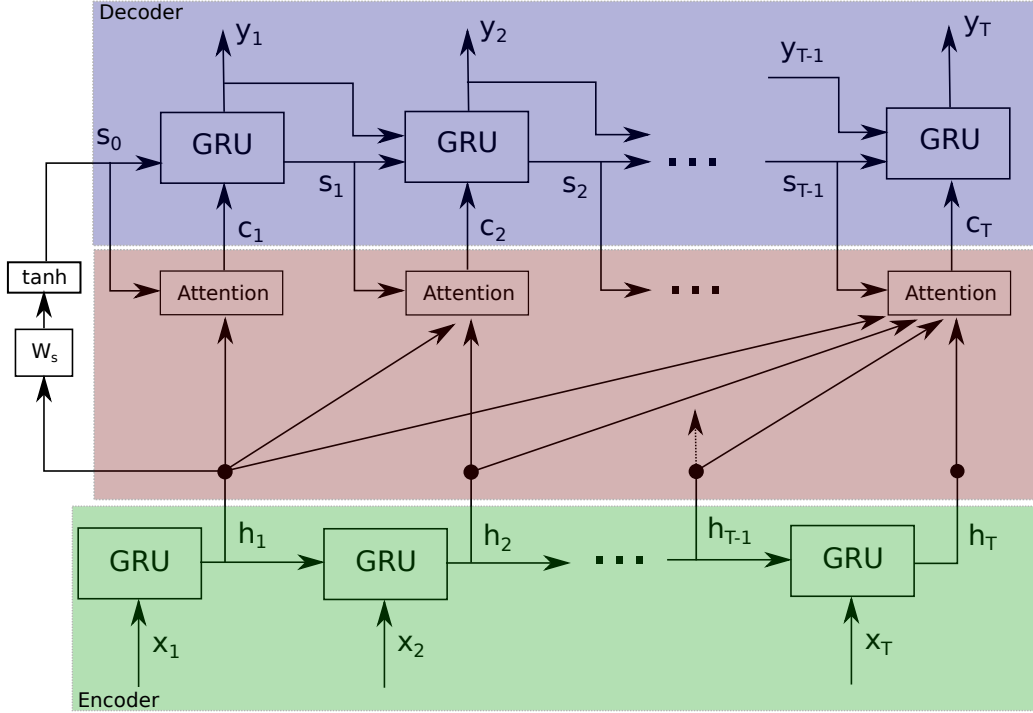 Decoder
y1 y2 yT-1 yT
GRU GRU GRU
s0 s1 s2 ... sT-1
c1 c2 cT
tanh
Attention Attention ... Attention
Ws
h1 h2 hT-1 hT
GRU GRU ... GRU
x1 x2 xT
Encoder